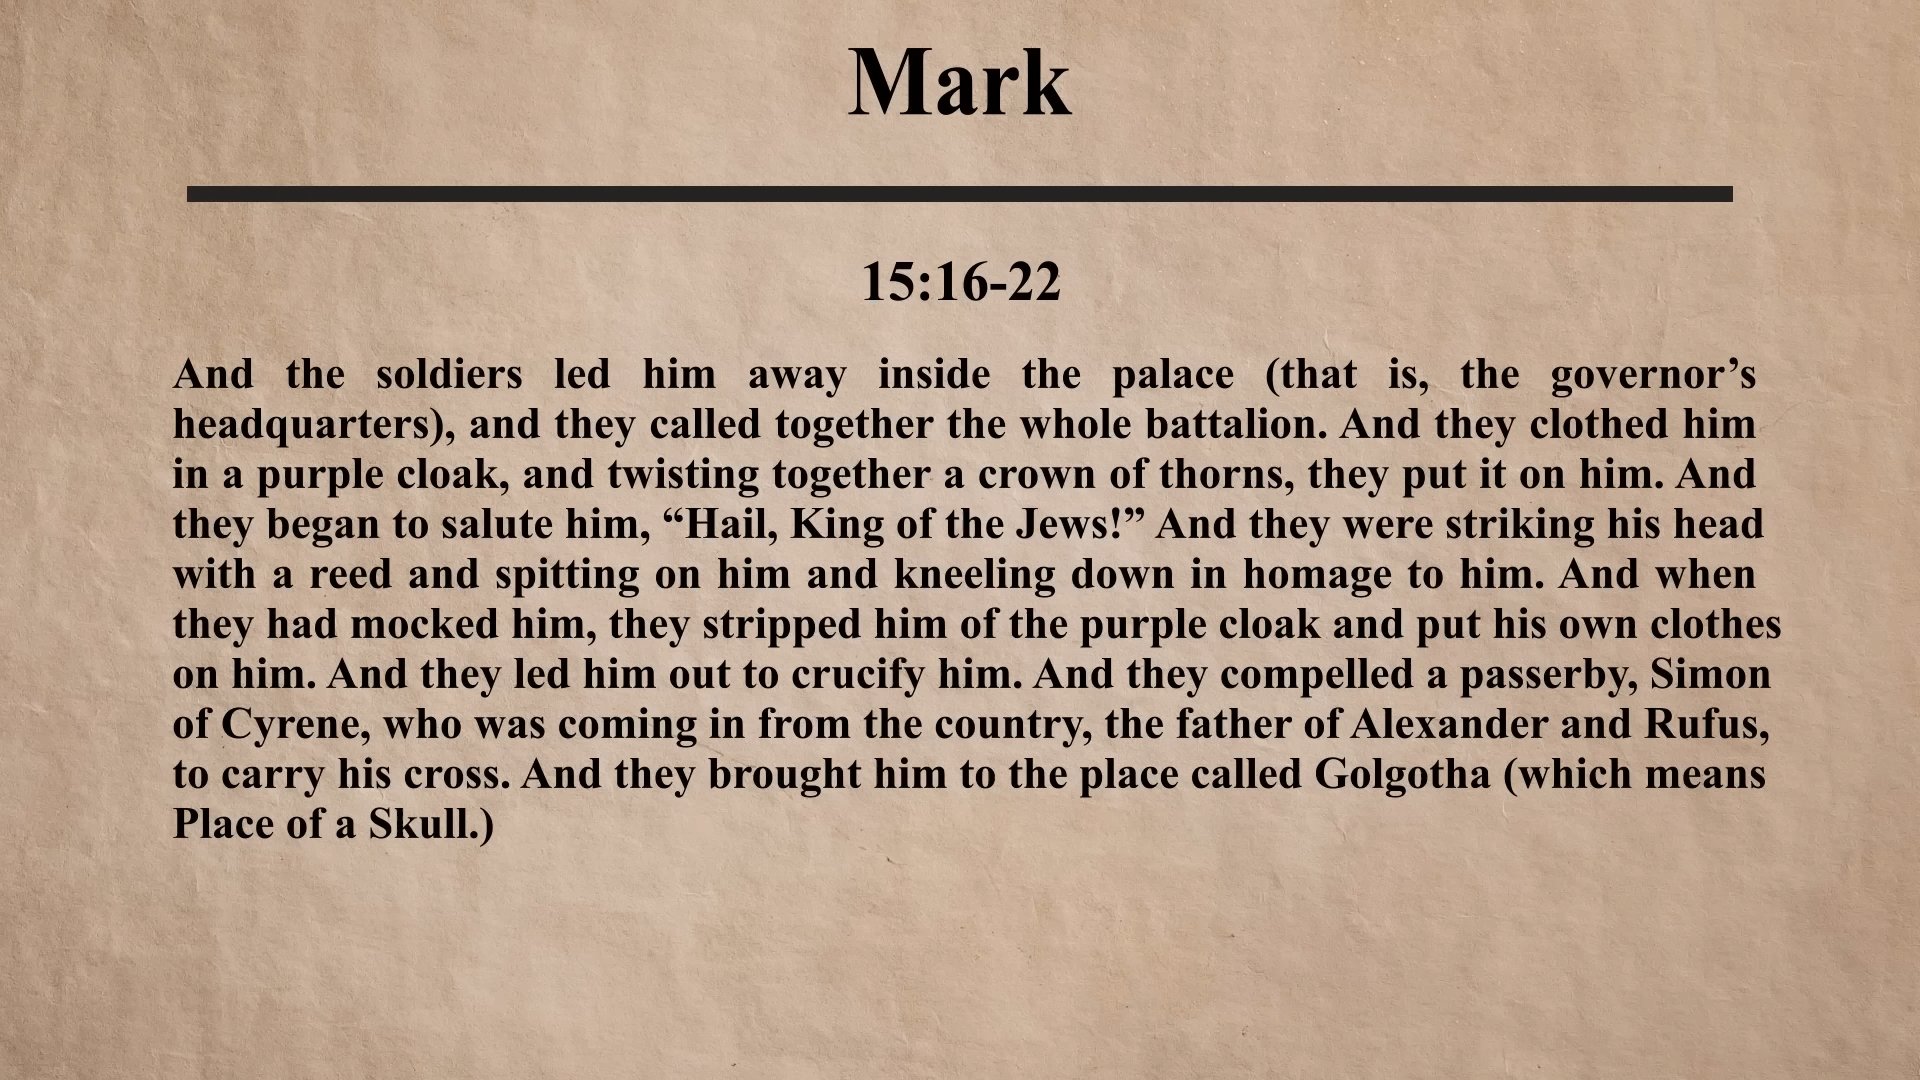 Mark
15:16-22
And the soldiers led him away inside the palace (that is, the governor’s
headquarters), and they called together the whole battalion. And they clothed him
in a purple cloak, and twisting together a crown of thorns, they put it on him. And
they began to salute him, “Hail, King of the Jews!” And they were striking his head
with a reed and spitting on him and kneeling down in homage to him. And when
they had mocked him, they stripped him of the purple cloak and put his own clothes
on him. And they led him out to crucify him. And they compelled a passerby, Simon
of Cyrene, who was coming in from the country, the father of Alexander and Rufus,
to carry his cross. And they brought him to the place called Golgotha (which means
Place of a Skull.)